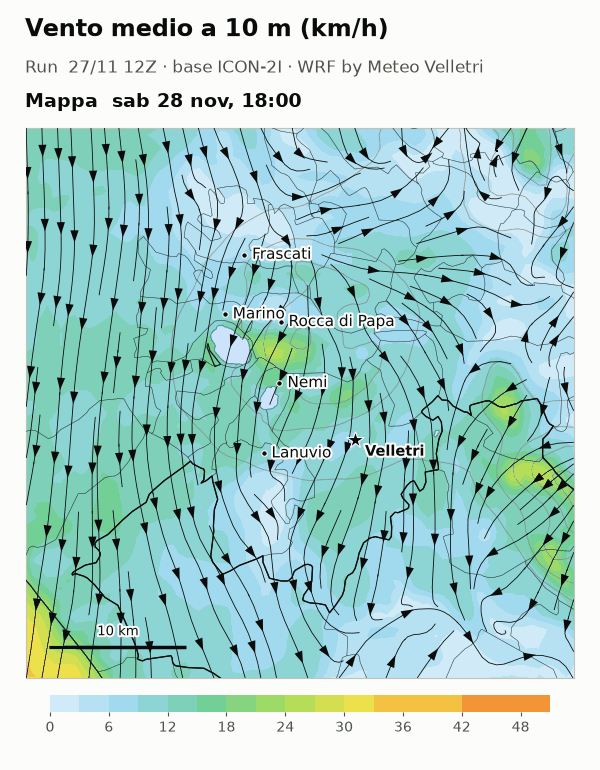 Vento medio a 10 m (km/h)
Run  27/11 12Z · base ICON-2I · WRF by Meteo Velletri
Mappa  sab 28 nov, 18:00
Frascati
Marino
Rocca di Papa
Nemi
Velletri
Lanuvio
10 km
0 6 12 18 24 30 36 42 48